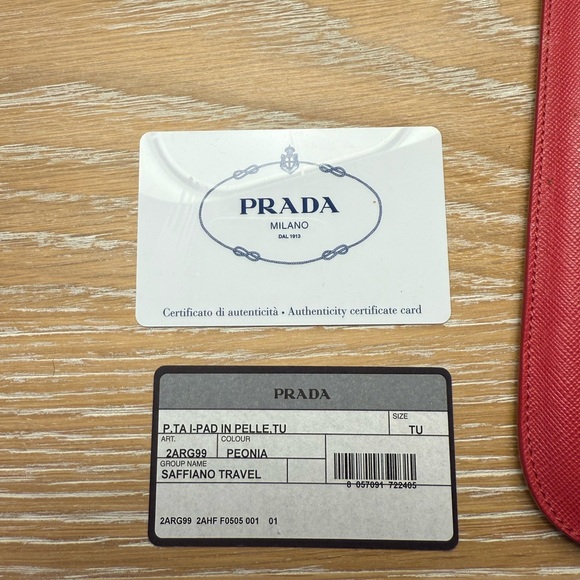 PRADA
MILANO
DAL 1913
Certificato di autenticità • Authenticity certificate card
PRADA
SIZE
P.TA I-PAD IN PELLE,TU
TU
ART. COLOUR
2ARG99 PEONIA
GROUP NAME
SAFFIANO TRAVEL
8 057091 722405
2ARG99 2AHF F0505 001 01